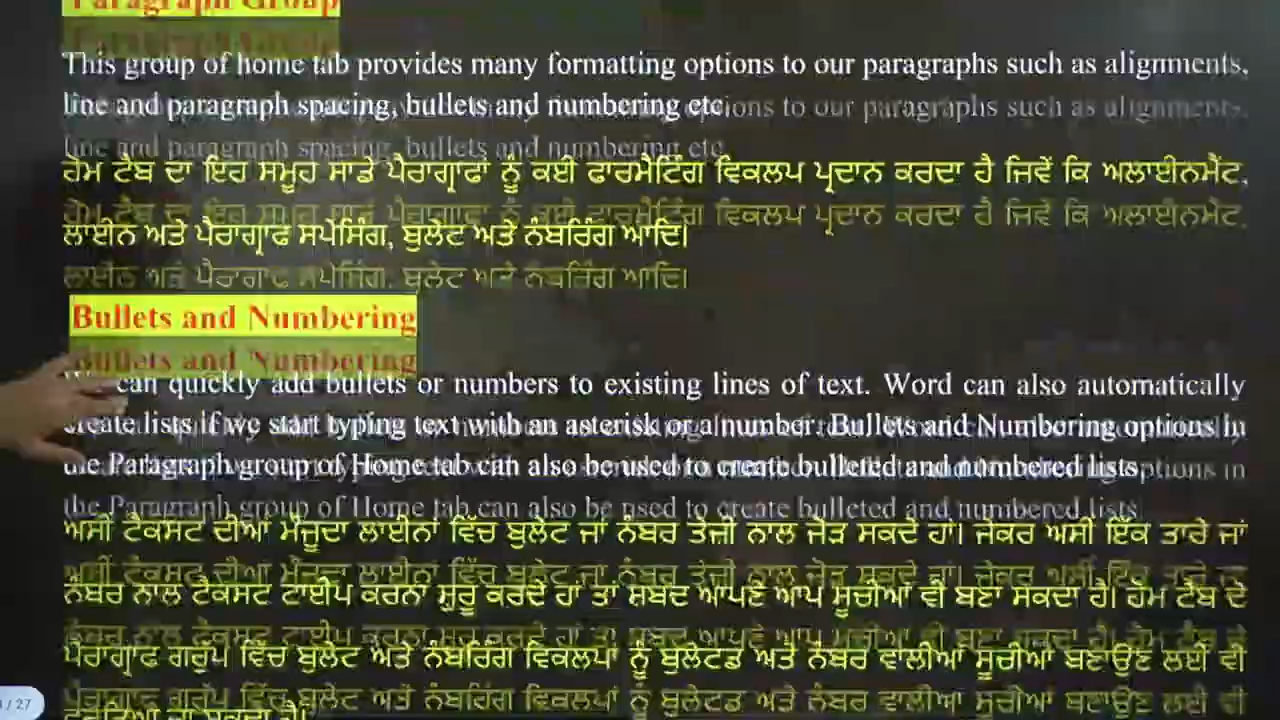 Paragraph Group
This group of home tab provides many formatting options to our paragraphs such as alignments,
line and paragraph spacing, bullets and numbering etc.
ਹੋਮ ਟੈਬ ਦਾ ਇਹ ਸਮੂਹ ਸਾਡੇ ਪੈਰਾਗ੍ਰਾਫਾਂ ਨੂੰ ਕਈ ਫਾਰਮੈਟਿੰਗ ਵਿਕਲਪ ਪ੍ਰਦਾਨ ਕਰਦਾ ਹੈ ਜਿਵੇਂ ਕਿ ਅਲਾਈਨਮੈਂਟ,
ਲਾਈਨ ਅਤੇ ਪੈਰਾਗ੍ਰਾਫ ਸਪੇਸਿੰਗ, ਬੁਲੇਟ ਅਤੇ ਨੰਬਰਿੰਗ ਆਦਿ।
Bullets and Numbering
can quickly add bullets or numbers to existing lines of text. Word can also automatically
create lists if we start typing text with an asterisk or a number. Bullets and Numbering options in
the Paragraph group of Home tab can also be used to create bulleted and numbered lists.
ਅਸੀਂ ਟੈਕਸਟ ਦੀਆਂ ਮੌਜੂਦਾ ਲਾਈਨਾਂ ਵਿੱਚ ਬੁਲੇਟ ਜਾਂ ਨੰਬਰ ਤੇਜ਼ੀ ਨਾਲ ਜੋੜ ਸਕਦੇ ਹਾਂ। ਜੇਕਰ ਅਸੀਂ ਇੱਕ ਤਾਰੇ ਜਾਂ
ਨੰਬਰ ਨਾਲ ਟੈਕਸਟ ਟਾਈਪ ਕਰਨਾ ਸ਼ੁਰੂ ਕਰਦੇ ਹਾਂ ਤਾਂ ਸ਼ਬਦ ਆਪਣੇ ਆਪ ਸੂਚੀਆਂ ਵੀ ਬਣਾ ਸਕਦਾ ਹੈ। ਹੋਮ ਟੈਬ ਦੇ
ਪੈਰਾਗ੍ਰਾਫ ਗਰੁੱਪ ਵਿੱਚ ਬੁਲੇਟ ਅਤੇ ਨੰਬਰਿੰਗ ਵਿਕਲਪਾਂ ਨੂੰ ਬੁਲੇਟਡ ਅਤੇ ਨੰਬਰ ਵਾਲੀਆਂ ਸੂਚੀਆਂ ਬਣਾਉਣ ਲਈ ਵੀ
/ 27